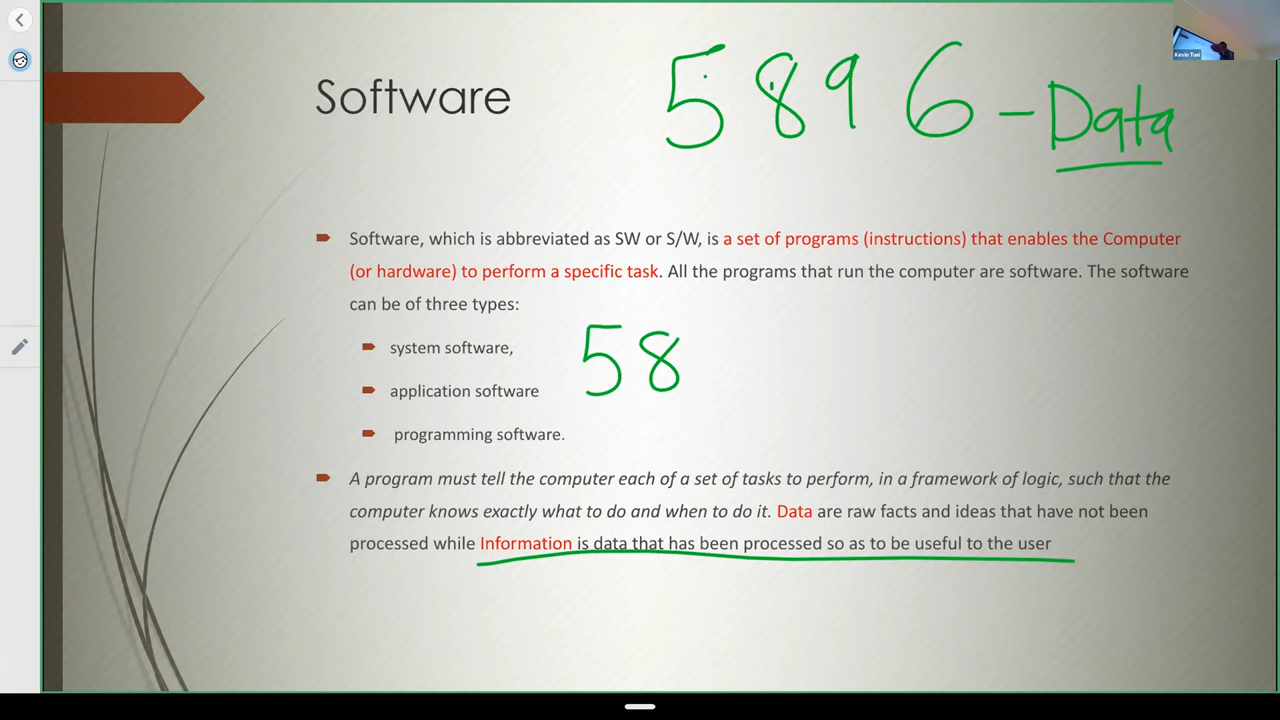 Kevin Tuei
5896-Data
Software
Software, which is abbreviated as SW or S/W, is a set of programs (instructions) that enables the Computer
(or hardware) to perform a specific task. All the programs that run the computer are software. The software
can be of three types:
system software,
58
application software
programming software.
A program must tell the computer each of a set of tasks to perform, in a framework of logic, such that the
computer knows exactly what to do and when to do it. Data are raw facts and ideas that have not been
processed while Information is data that has been processed so as to be useful to the user